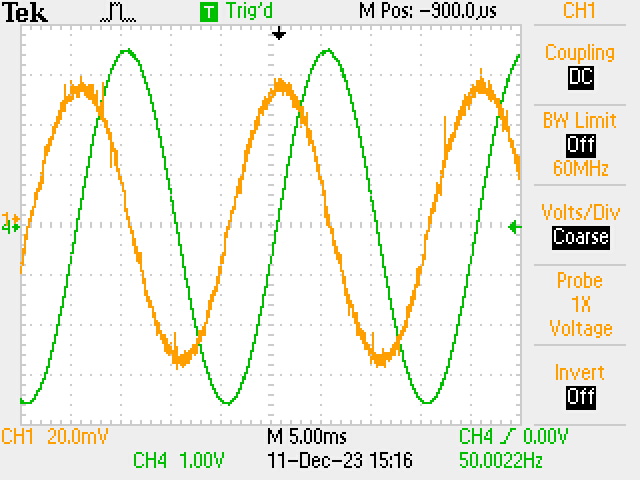 Tek T Trig'd M Pos: -900.0µs CH1
Coupling
DC
BW Limit
Off
60MHz
Volts/Div
Coarse
Probe
1X
Voltage
Invert
Off
1
4
CH1 20.0mV M 5.00ms CH4 0.00V
CH4 1.00V 11-Dec-23 15:16 50.0022Hz